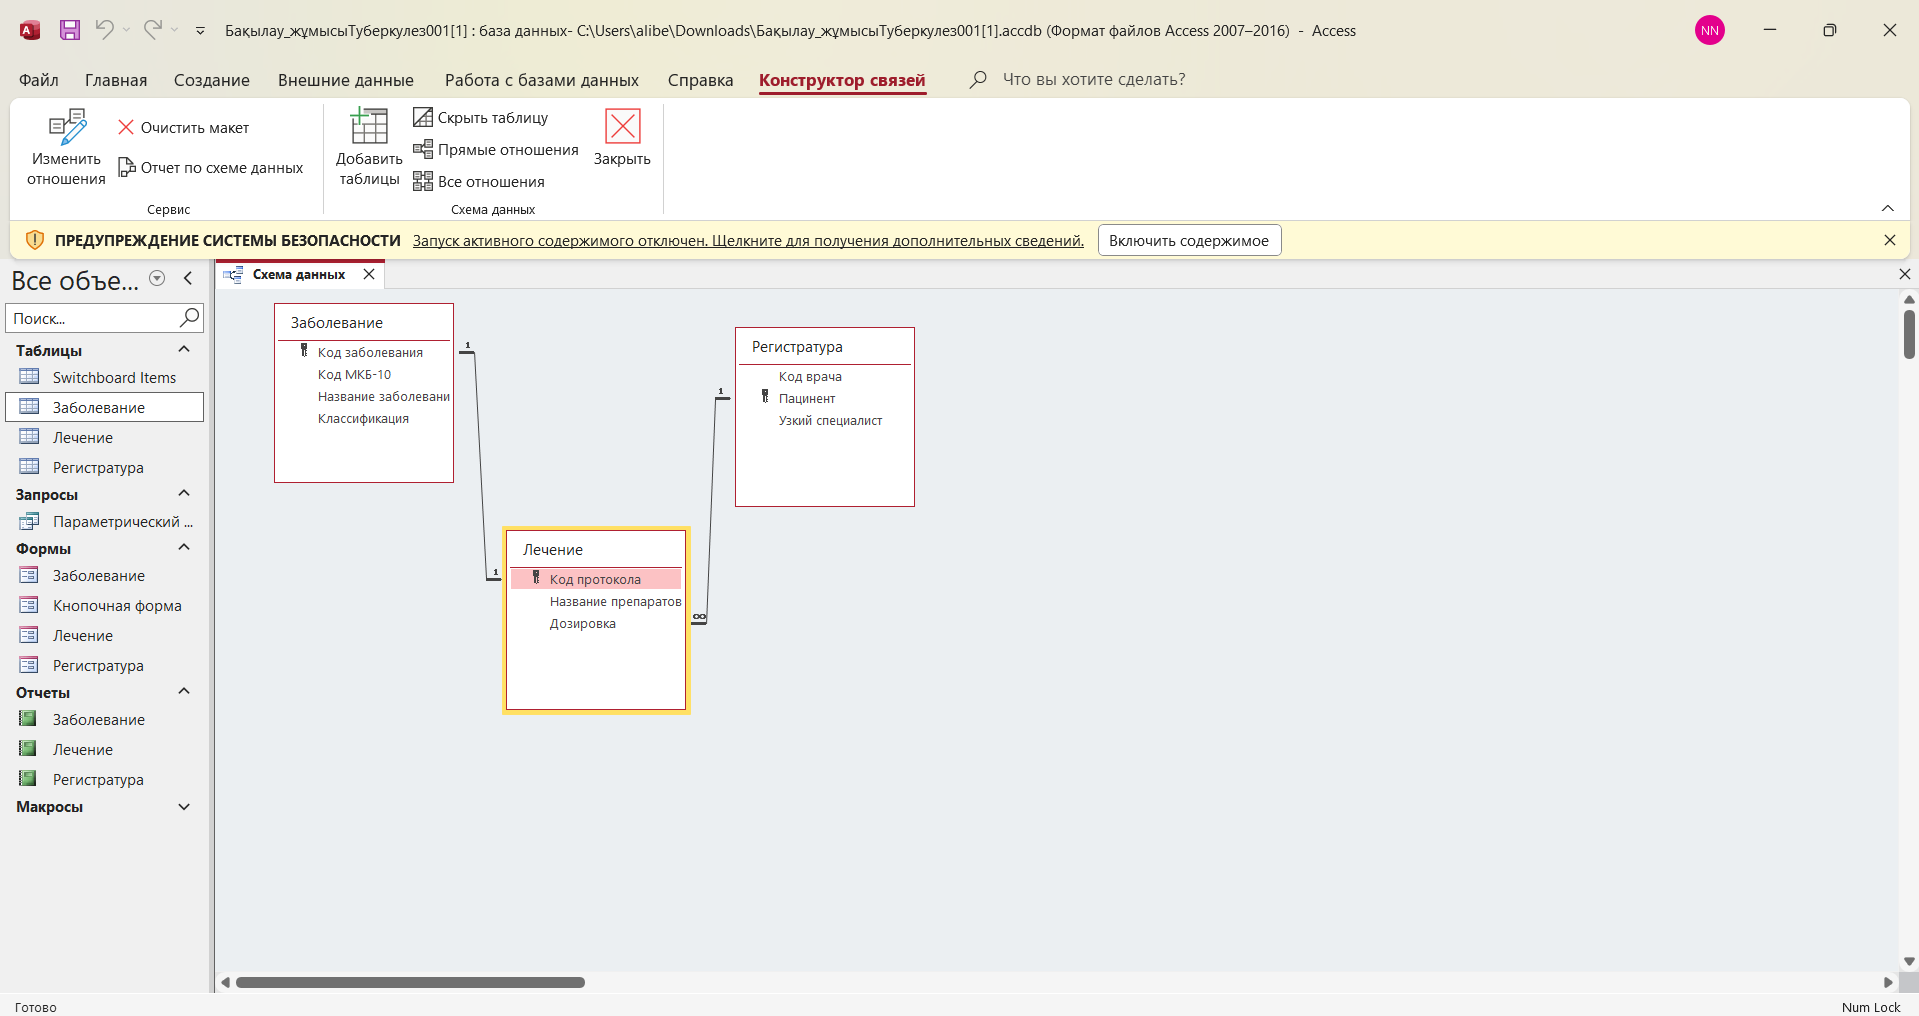 Бақылау_жұмысыТуберкулез001[1] : база данных- C:\Users\alibe\Downloads\Бақылау_жұмысыТуберкулез001[1].accdb (Формат файлов Access 2007–2016) - Access
NN
Файл Главная Создание Внешние данные Работа с базами данных Справка Конструктор связей Что вы хотите сделать?
Изменить отношения
Очистить макет
Отчет по схеме данных
Сервис
Добавить таблицы
Скрыть таблицу
Прямые отношения
Все отношения
Закрыть
Схема данных
ПРЕДУПРЕЖДЕНИЕ СИСТЕМЫ БЕЗОПАСНОСТИ Запуск активного содержимого отключен. Щелкните для получения дополнительных сведений. Включить содержимое
Все объе...
Поиск...
Таблицы
Switchboard Items
Заболевание
Лечение
Регистратура
Запросы
Параметрический ...
Формы
Заболевание
Кнопочная форма
Лечение
Регистратура
Отчеты
Заболевание
Лечение
Регистратура
Макросы
Схема данных
Заболевание
Код заболевания
Код МКБ-10
Название заболевани
Классификация
1
1
Регистратура
Код врача
Пацинент
Узкий специалист
1
∞
Лечение
Код протокола
Название препаратов
Дозировка
Готово
Num Lock